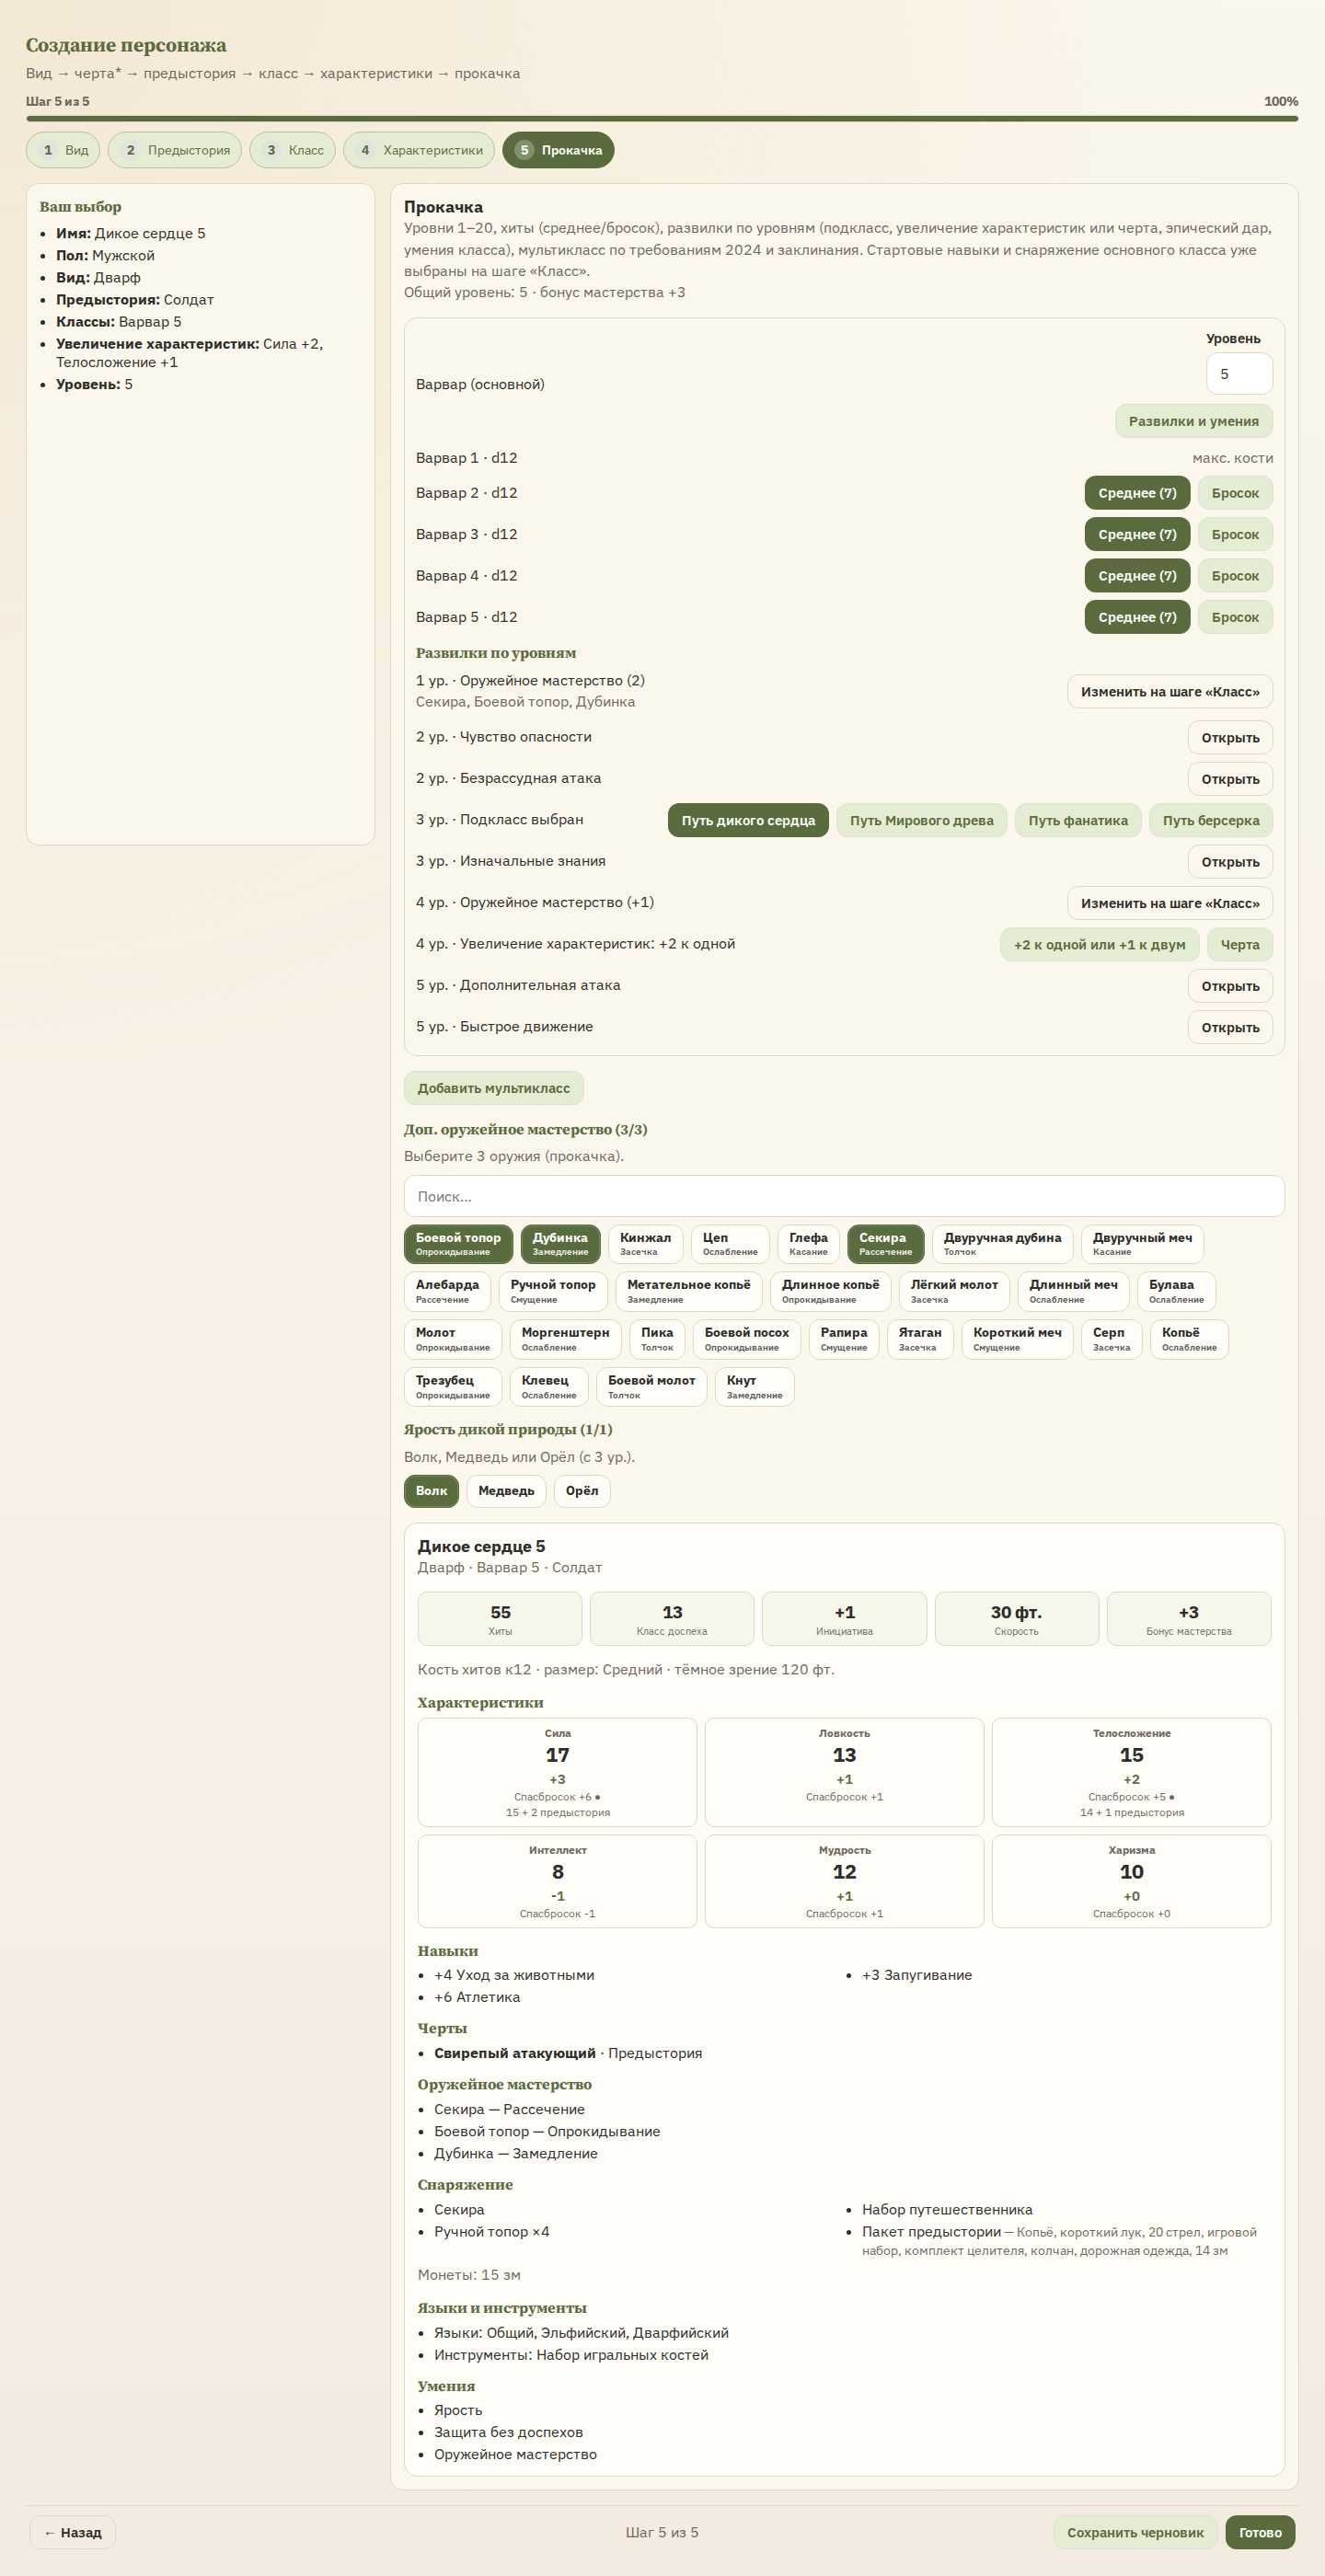 Создание персонажа
Вид → черта* → предыстория → класс → характеристики → прокачка
Шаг 5 из 5
100%
1 Вид
2 Предыстория
3 Класс
4 Характеристики
5 Прокачка
Ваш выбор
Имя: Дикое сердце 5
Пол: Мужской
Вид: Дварф
Предыстория: Солдат
Классы: Варвар 5
Увеличение характеристик: Сила +2,
Телосложение +1
Уровень: 5
Прокачка
Уровни 1–20, хиты (среднее/бросок), развилки по уровням (подкласс, увеличение характеристик или черта, эпический дар,
умения класса), мультикласс по требованиям 2024 и заклинания. Стартовые навыки и снаряжение основного класса уже
выбраны на шаге «Класс».
Общий уровень: 5 · бонус мастерства +3
Варвар (основной)
Уровень
5
Развилки и умения
Варвар 1 · d12
макс. кости
Варвар 2 · d12
Среднее (7)
Бросок
Варвар 3 · d12
Среднее (7)
Бросок
Варвар 4 · d12
Среднее (7)
Бросок
Варвар 5 · d12
Среднее (7)
Бросок
Развилки по уровням
1 ур. · Оружейное мастерство (2)
Секира, Боевой топор, Дубинка
Изменить на шаге «Класс»
2 ур. · Чувство опасности
Открыть
2 ур. · Безрассудная атака
Открыть
3 ур. · Подкласс выбран
Путь дикого сердца
Путь Мирового древа
Путь фанатика
Путь берсерка
3 ур. · Изначальные знания
Открыть
4 ур. · Оружейное мастерство (+1)
Изменить на шаге «Класс»
4 ур. · Увеличение характеристик: +2 к одной
+2 к одной или +1 к двум
Черта
5 ур. · Дополнительная атака
Открыть
5 ур. · Быстрое движение
Открыть
Добавить мультикласс
Доп. оружейное мастерство (3/3)
Выберите 3 оружия (прокачка).
Поиск...
Боевой топор
Опрокидывание
Дубинка
Замедление
Кинжал
Засечка
Цеп
Ослабление
Глефа
Касание
Секира
Рассечение
Двуручная дубина
Толчок
Двуручный меч
Касание
Алебарда
Рассечение
Ручной топор
Смущение
Метательное копьё
Замедление
Длинное копьё
Опрокидывание
Лёгкий молот
Засечка
Длинный меч
Ослабление
Булава
Ослабление
Молот
Опрокидывание
Моргенштерн
Ослабление
Пика
Толчок
Боевой посох
Опрокидывание
Рапира
Смущение
Ятаган
Засечка
Короткий меч
Смущение
Серп
Засечка
Копьё
Ослабление
Трезубец
Опрокидывание
Клевец
Ослабление
Боевой молот
Толчок
Кнут
Замедление
Ярость дикой природы (1/1)
Волк, Медведь или Орёл (с 3 ур.).
Волк
Медведь
Орёл
Дикое сердце 5
Дварф · Варвар 5 · Солдат
55
Хиты
13
Класс доспеха
+1
Инициатива
30 фт.
Скорость
+3
Бонус мастерства
Кость хитов к12 · размер: Средний · тёмное зрение 120 фт.
Характеристики
Сила
17
+3
Спасбросок +6 ●
15 + 2 предыстория
Ловкость
13
+1
Спасбросок +1
Телосложение
15
+2
Спасбросок +5 ●
14 + 1 предыстория
Интеллект
8
-1
Спасбросок -1
Мудрость
12
+1
Спасбросок +1
Харизма
10
+0
Спасбросок +0
Навыки
+4 Уход за животными
+3 Запугивание
+6 Атлетика
Черты
Свирепый атакующий · Предыстория
Оружейное мастерство
Секира — Рассечение
Боевой топор — Опрокидывание
Дубинка — Замедление
Снаряжение
Секира
Ручной топор ×4
Набор путешественника
Пакет предыстории — Копьё, короткий лук, 20 стрел, игровой
набор, комплект целителя, колчан, дорожная одежда, 14 зм
Монеты: 15 зм
Языки и инструменты
Языки: Общий, Эльфийский, Дварфийский
Инструменты: Набор игральных костей
Умения
Ярость
Защита без доспехов
Оружейное мастерство
← Назад
Шаг 5 из 5
Сохранить черновик
Готово